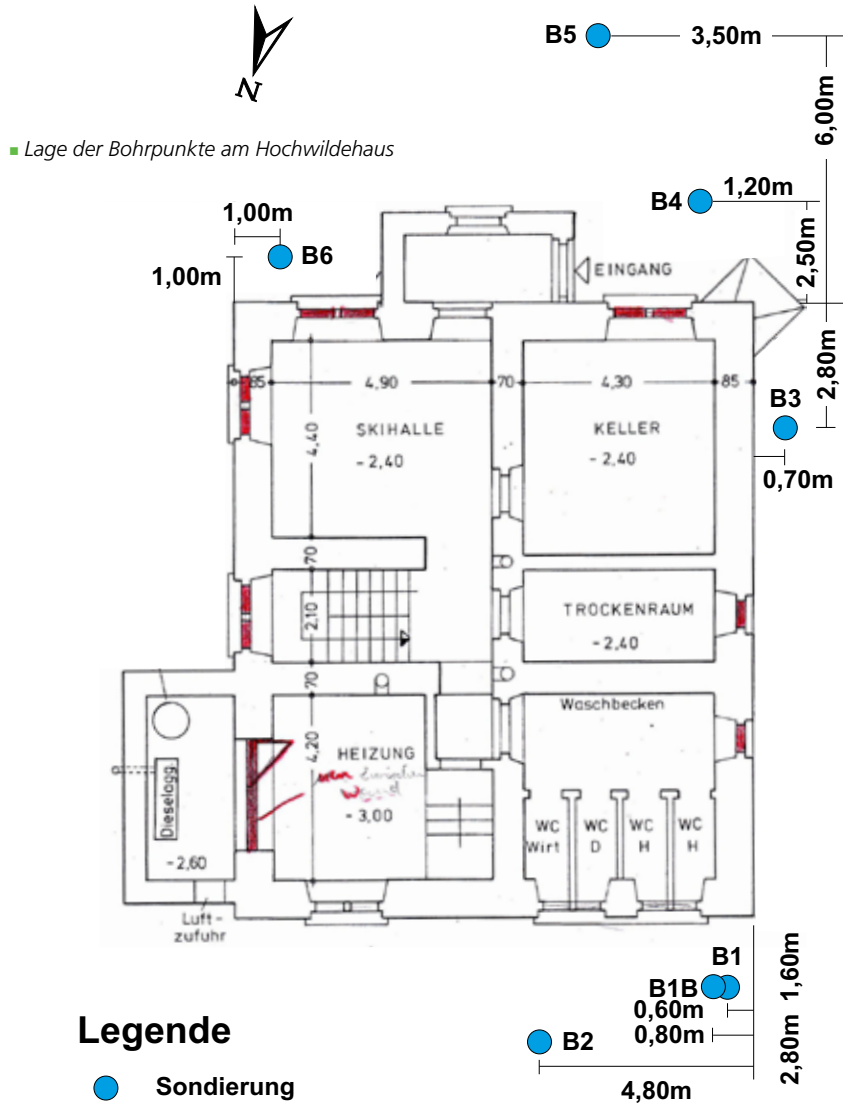 B5
3,50m
6,00m
N
Lage der Bohrpunkte am Hochwildehaus
B4
1,20m
1,00m
2,50m
B6
1,00m
EINGANG
85
4,90
70
4,30
85
2,80m
B3
0,70m
SKIHALLE
- 2,40
4,40
KELLER
- 2,40
70
2,10
TROCKENRAUM
- 2,40
70
Waschbecken
4,20
HEIZUNG
- 3,00
Dieselagg.
- 2,60
WC
Wirt
WC
D
WC
H
WC
H
Luft-
zufuhr
B1
B1B
1,60m
0,60m
0,80m
2,80m
B2
4,80m
Legende
Sondierung